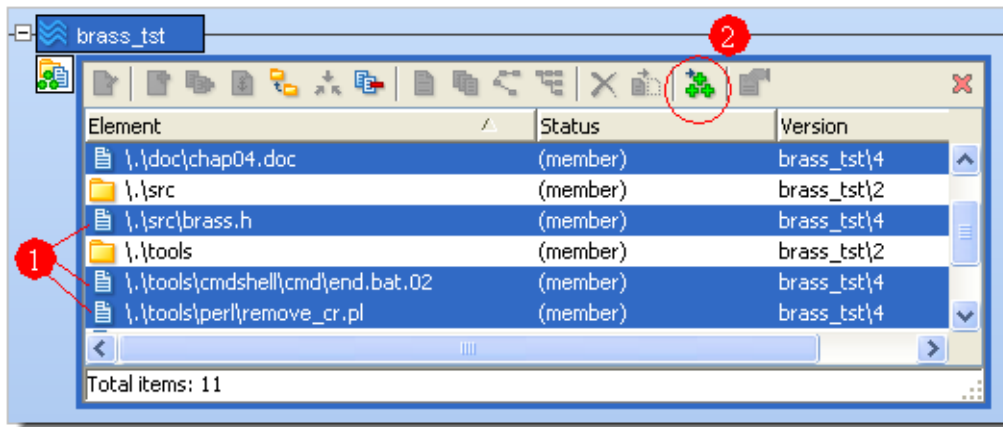 brass_tst
2
Element Status Version
\.\doc\chap04.doc (member) brass_tst\4
\.\src (member) brass_tst\2
\.\src\brass.h (member) brass_tst\4
1
\.\tools (member) brass_tst\2
\.\tools\cmdshell\cmd\end.bat.02 (member) brass_tst\4
\.\tools\perl\remove_cr.pl (member) brass_tst\4
Total items: 11